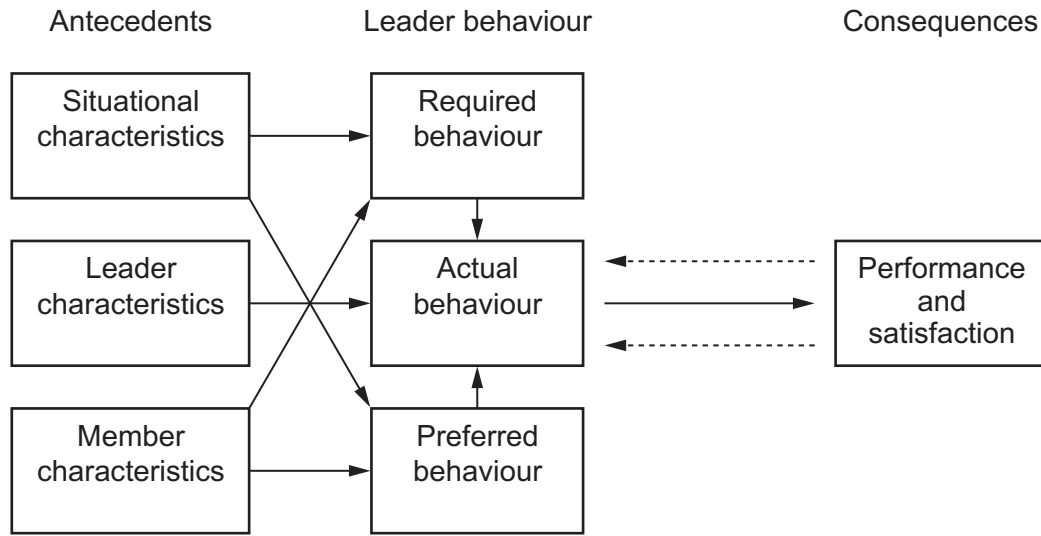 Antecedents
Leader behaviour
Consequences
Situational
characteristics
Required
behaviour
Leader
characteristics
Actual
behaviour
Performance
and
satisfaction
Member
characteristics
Preferred
behaviour